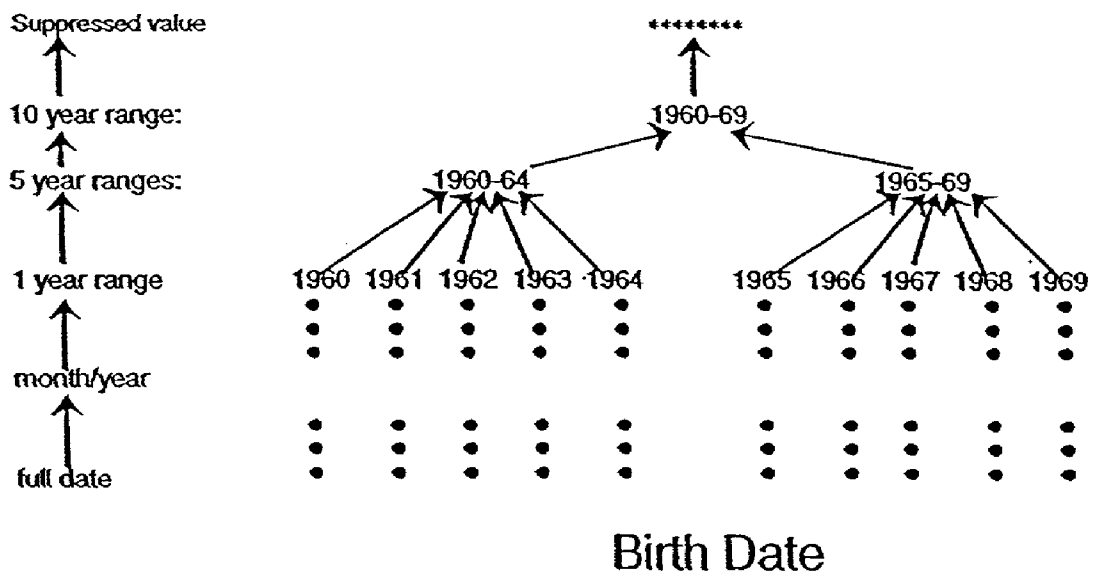 Suppressed value ********
10 year range: 1960-69
5 year ranges: 1960-64 1965-69
1 year range 1960 1961 1962 1963 1964 1965 1966 1967 1968 1969
month/year
full date
Birth Date